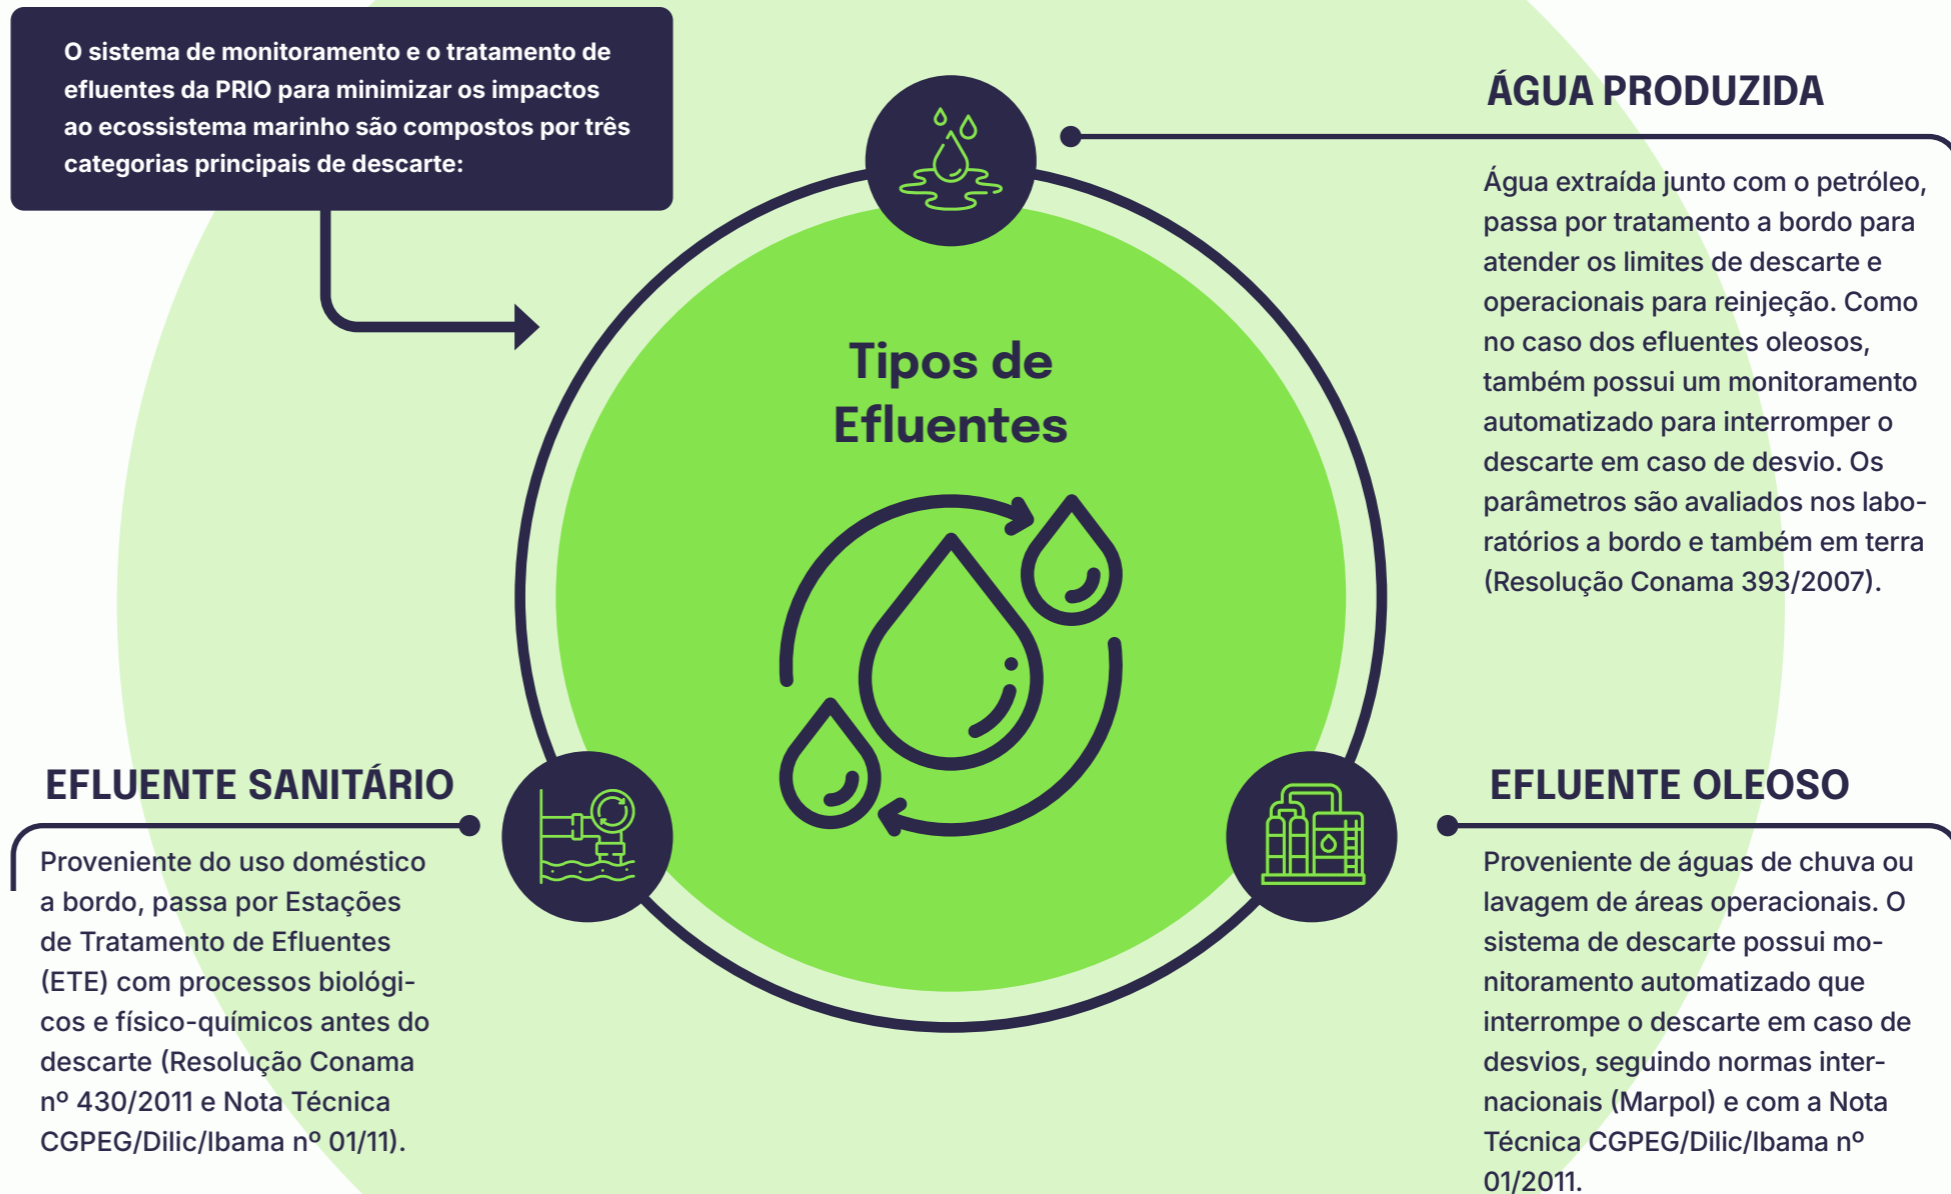 O sistema de monitoramento e o tratamento de
efluentes da PRIO para minimizar os impactos
ao ecossistema marinho são compostos por três
categorias principais de descarte:
ÁGUA PRODUZIDA
Água extraída junto com o petróleo,
passa por tratamento a bordo para
atender os limites de descarte e
operacionais para reinjeção. Como
no caso dos efluentes oleosos,
também possui um monitoramento
automatizado para interromper o
descarte em caso de desvio. Os
parâmetros são avaliados nos labo-
ratórios a bordo e também em terra
(Resolução Conama 393/2007).
Tipos de
Efluentes
EFLUENTE SANITÁRIO
Proveniente do uso doméstico
a bordo, passa por Estações
de Tratamento de Efluentes
(ETE) com processos biológi-
cos e físico-químicos antes do
descarte (Resolução Conama
nº 430/2011 e Nota Técnica
CGPEG/Dilic/Ibama nº 01/11).
EFLUENTE OLEOSO
Proveniente de águas de chuva ou
lavagem de áreas operacionais. O
sistema de descarte possui mo-
nitoramento automatizado que
interrompe o descarte em caso de
desvios, seguindo normas inter-
nacionais (Marpol) e com a Nota
Técnica CGPEG/Dilic/Ibama nº
01/2011.